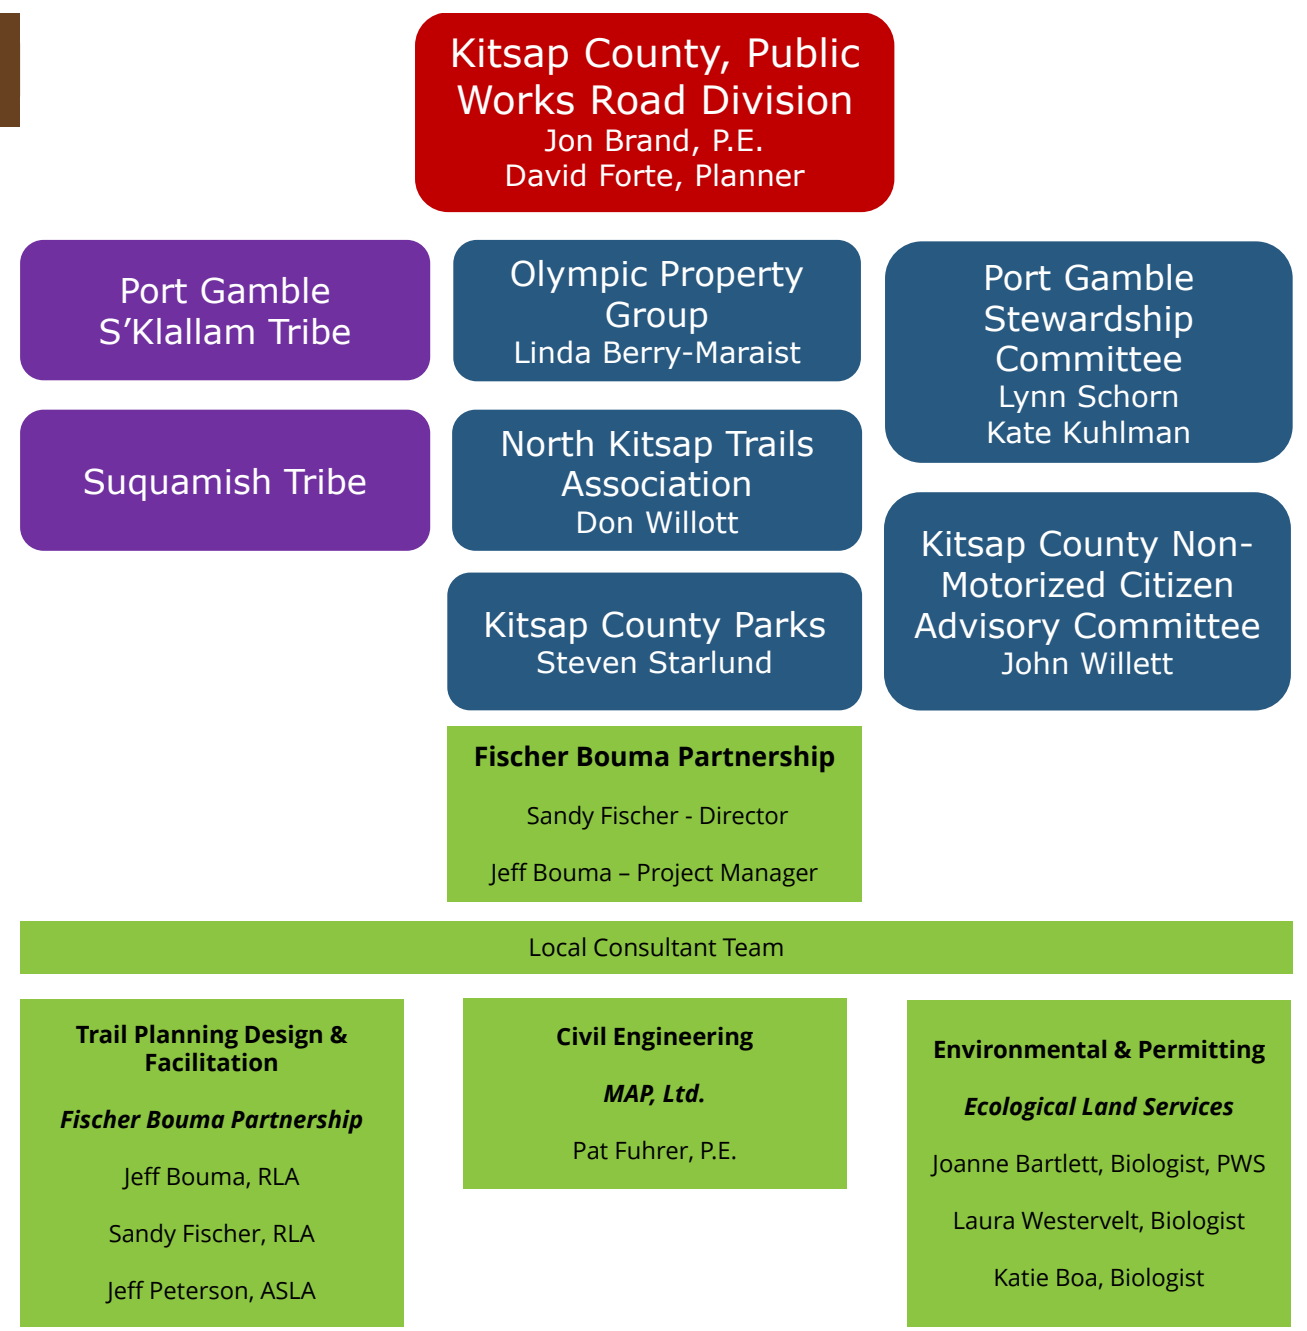 Kitsap County, Public
Works Road Division
Jon Brand, P.E.
David Forte, Planner
Port Gamble
S’Klallam Tribe
Olympic Property
Group
Linda Berry-Maraist
Port Gamble
Stewardship
Committee
Lynn Schorn
Kate Kuhlman
Suquamish Tribe
North Kitsap Trails
Association
Don Willott
Kitsap County Non-
Motorized Citizen
Advisory Committee
John Willett
Kitsap County Parks
Steven Starlund
Fischer Bouma Partnership
Sandy Fischer - Director
Jeff Bouma – Project Manager
Local Consultant Team
Trail Planning Design &
Facilitation
Fischer Bouma Partnership
Jeff Bouma, RLA
Sandy Fischer, RLA
Jeff Peterson, ASLA
Civil Engineering
MAP, Ltd.
Pat Fuhrer, P.E.
Environmental & Permitting
Ecological Land Services
Joanne Bartlett, Biologist, PWS
Laura Westervelt, Biologist
Katie Boa, Biologist